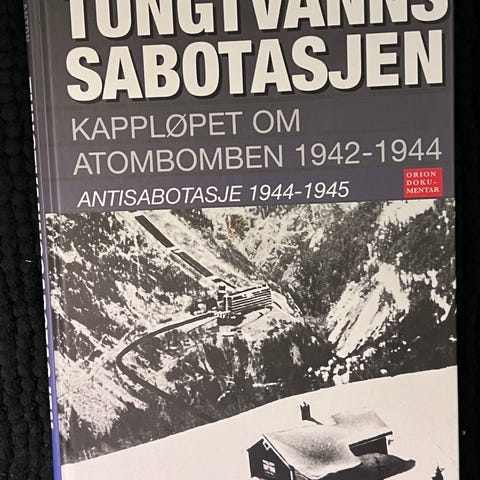 TUNGTVANNS
SABOTASJEN
KAPPLØPET OM
ATOMBOMBEN 1942-1944
ANTISABOTASJE 1944-1945
ORION
DOKU-
MENTAR